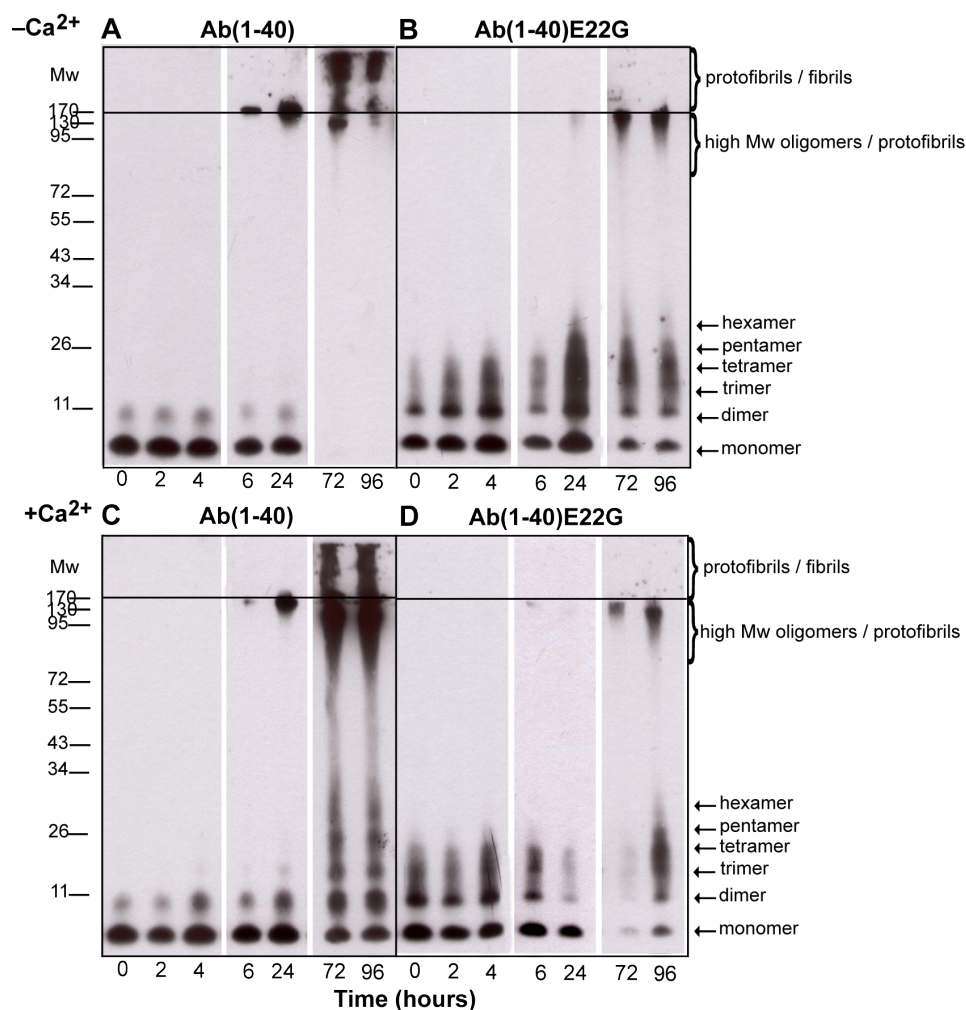 –Ca2+ A Ab(1-40) B Ab(1-40)E22G
Mw
protofibrils / fibrils
170
130
95
high Mw oligomers / protofibrils
72
55
43
34
hexamer
26
pentamer
tetramer
trimer
11
dimer
monomer
0 2 4 6 24 72 96 0 2 4 6 24 72 96
+Ca2+ C Ab(1-40) D Ab(1-40)E22G
Mw
protofibrils / fibrils
170
130
95
high Mw oligomers / protofibrils
72
55
43
34
hexamer
26
pentamer
tetramer
trimer
11
dimer
monomer
0 2 4 6 24 72 96 0 2 4 6 24 72 96
Time (hours)